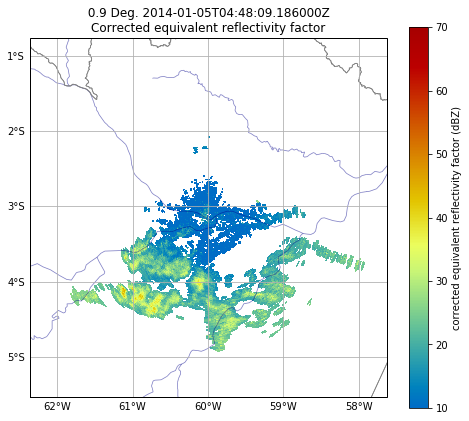 0.9 Deg. 2014-01-05T04:48:09.186000Z
Corrected equivalent reflectivity factor
1°S
2°S
3°S
4°S
5°S
62°W 61°W 60°W 59°W 58°W
70
60
50
40
30
20
10
corrected equivalent reflectivity factor (dBZ)